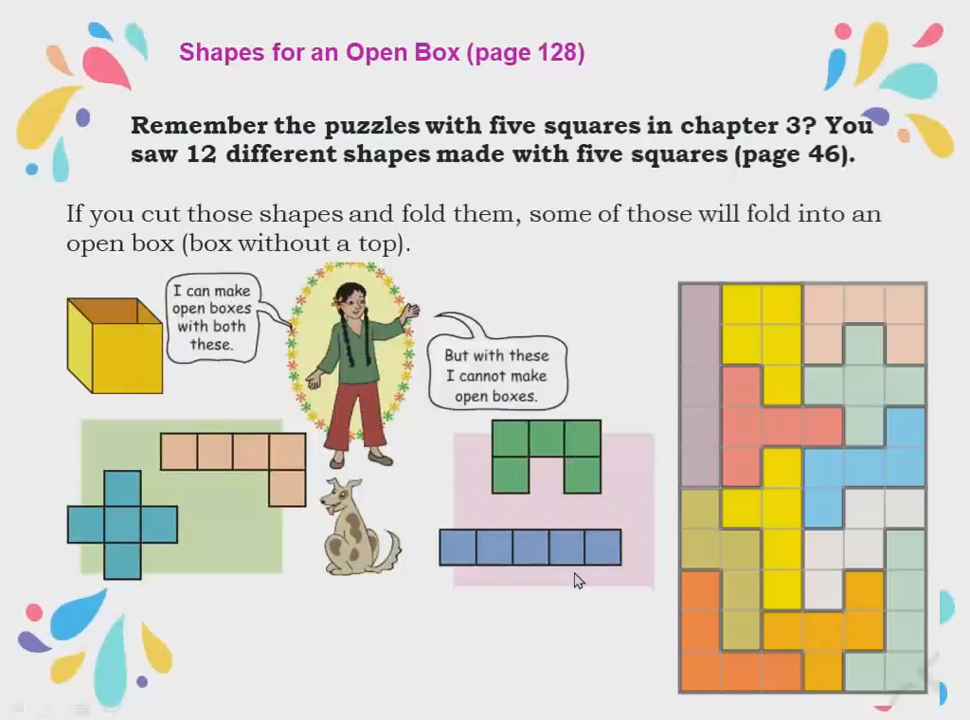 Shapes for an Open Box (page 128)
Remember the puzzles with five squares in chapter 3? You
saw 12 different shapes made with five squares (page 46).
If you cut those shapes and fold them, some of those will fold into an
open box (box without a top).
I can make
open boxes
with both
these.
But with these
I cannot make
open boxes.